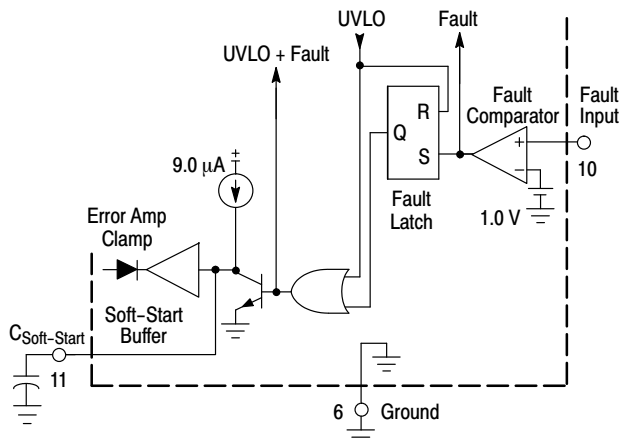 UVLO
Fault
UVLO + Fault
Fault
Comparator
Fault
Input
R
Q
S
+
–
10
Fault
Latch
1.0 V
+
9.0 µA
Error Amp
Clamp
Soft–Start
Buffer
CSoft–Start
11
6
Ground